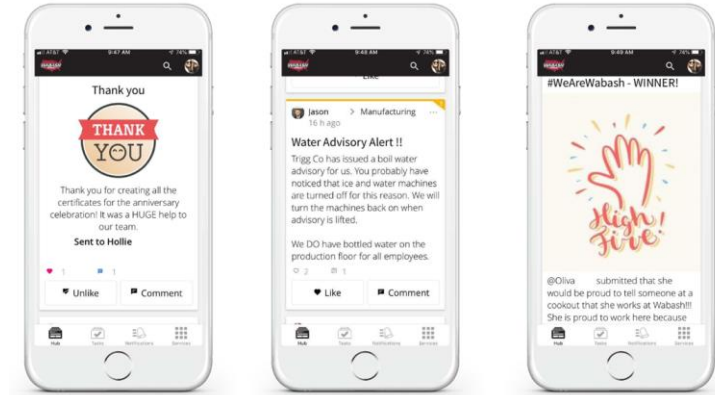 AT&T 9:47 AM 74%
Thank you
THANK
YOU
Thank you for creating all the
certificates for the anniversary
celebration! It was a HUGE help to
our team.
Sent to Hollie
1 1
Unlike Comment
Hub Tasks Notifications Services
AT&T 9:48 AM 74%
Like
Jason > Manufacturing ...
16 h ago
Water Advisory Alert !!
Trigg Co has issued a boil water
advisory for us. You probably have
noticed that ice and water machines
are turned off for this reason. We will
turn the machines back on when
advisory is lifted.
We DO have bottled water on the
production floor for all employees.
2 1
Like Comment
Hub Tasks Notifications Services
AT&T 9:49 AM 74%
#WeAreWabash - WINNER!
High
Five!
@Oliva submitted that she
would be proud to tell someone at a
cookout that she works at Wabash!!!
She is proud to work here because
Hub Tasks Notifications Services